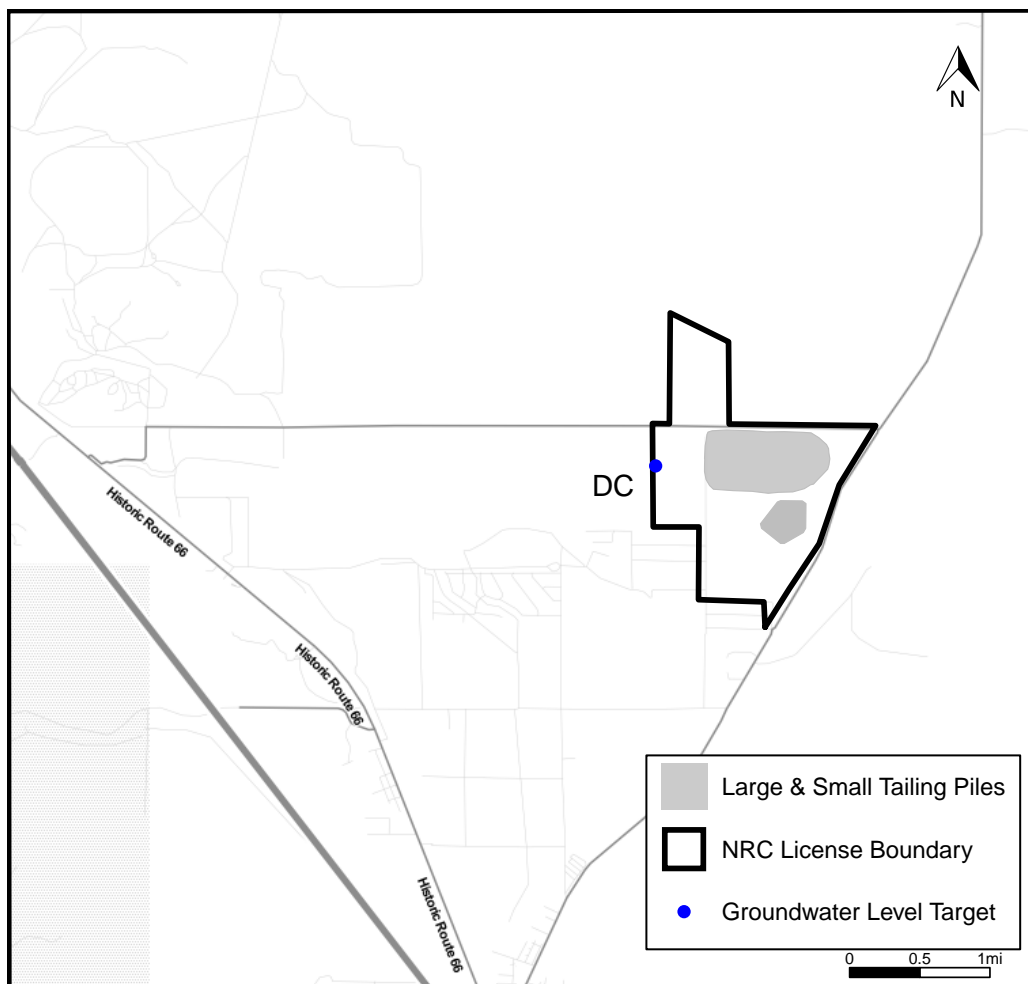 N
DC
Historic Route 66
Historic Route 66
Historic Route 66
Large & Small Tailing Piles
NRC License Boundary
Groundwater Level Target
0 0.5 1mi